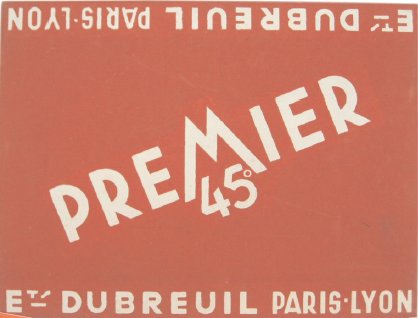 Ets DUBREUIL PARIS-LYON
PREMIER
45°
Ets DUBREUIL PARIS-LYON